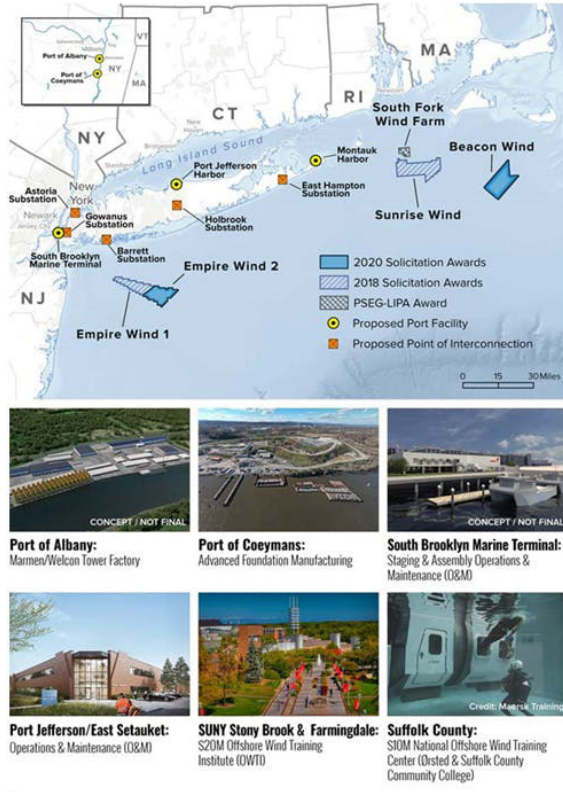 VT
Albany
Port of Albany
NY
Port of
Coeymans
MA
MA
RI
CT
NY
South Fork
Wind Farm
Beacon Wind
Sunrise Wind
Long Island Sound
Montauk
Harbor
Port Jefferson
Harbor
East Hampton
Substation
Astoria
Substation
New
York
Newark
Jersey City
Gowanus
Substation
Holbrook
Substation
Barrett
Substation
South Brooklyn
Marine Terminal
NJ
Empire Wind 2
Empire Wind 1
2020 Solicitation Awards
2018 Solicitation Awards
PSEG-LIPA Award
Proposed Port Facility
Proposed Point of Interconnection
0 15 30 Miles
CONCEPT / NOT FINAL
CONCEPT / NOT FINAL
Port of Albany:
Marmen/Welcon Tower Factory
Port of Coeymans:
Advanced Foundation Manufacturing
South Brooklyn Marine Terminal:
Staging & Assembly Operations &
Maintenance (O&M)
Credit: Maersk Training
Port Jefferson/East Setauket:
Operations & Maintenance (O&M)
SUNY Stony Brook & Farmingdale:
$20M Offshore Wind Training
Institute (OWTI)
Suffolk County:
$10M National Offshore Wind Training
Center (Ørsted & Suffolk County
Community College)